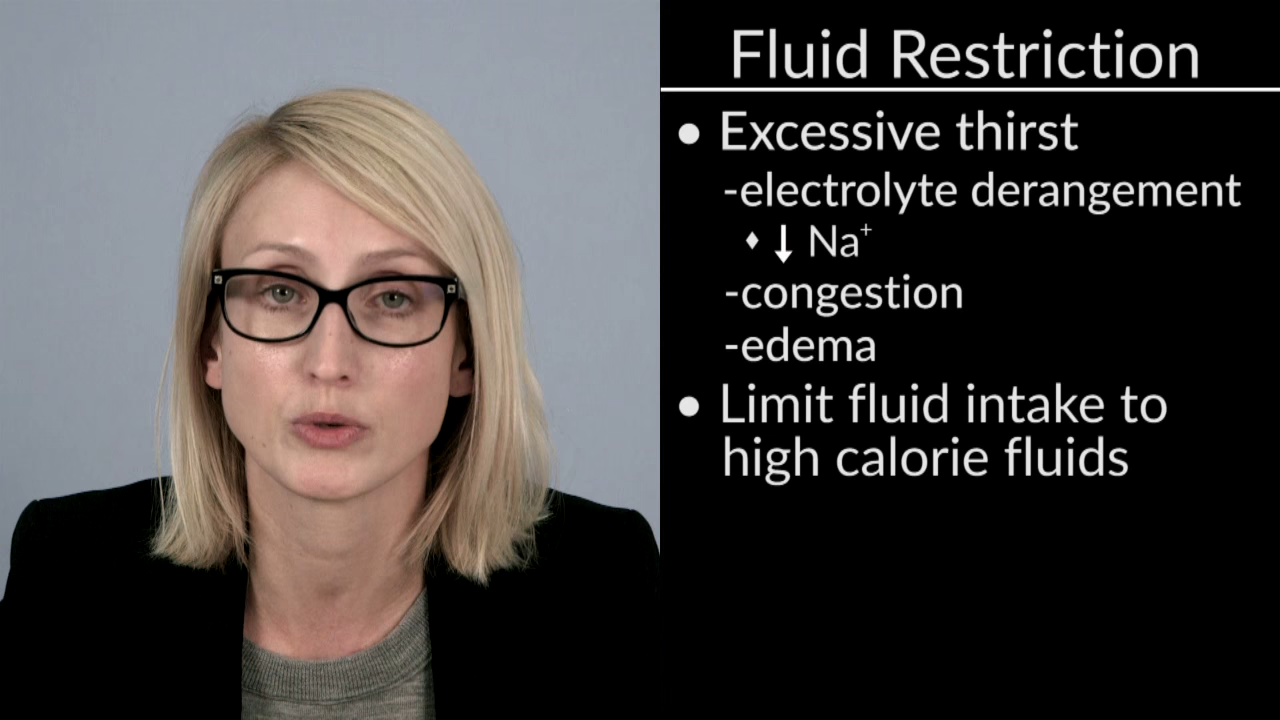 Fluid Restriction
• Excessive thirst
-electrolyte derangement
♦ ↓ Na⁺
-congestion
-edema
• Limit fluid intake to
high calorie fluids